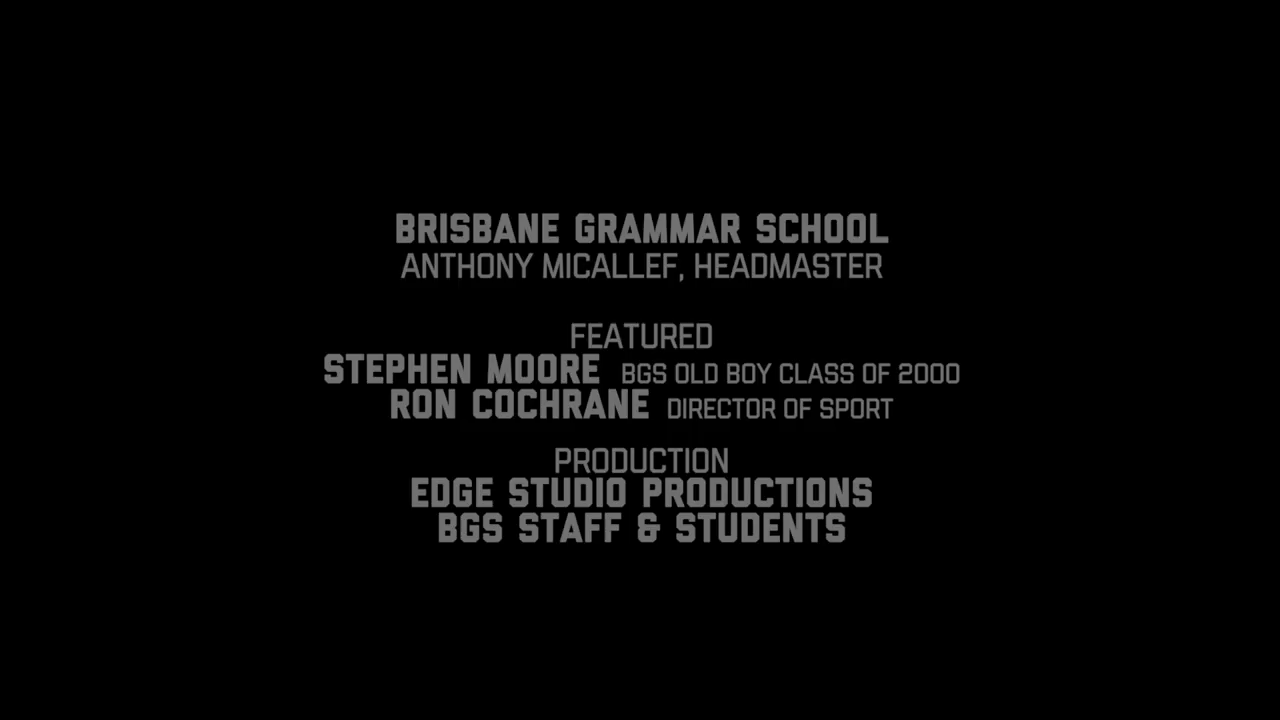 BRISBANE GRAMMAR SCHOOL
ANTHONY MICALLEF, HEADMASTER
FEATURED
STEPHEN MOORE BGS OLD BOY CLASS OF 2000
RON COCHRANE DIRECTOR OF SPORT
PRODUCTION
EDGE STUDIO PRODUCTIONS
BGS STAFF & STUDENTS